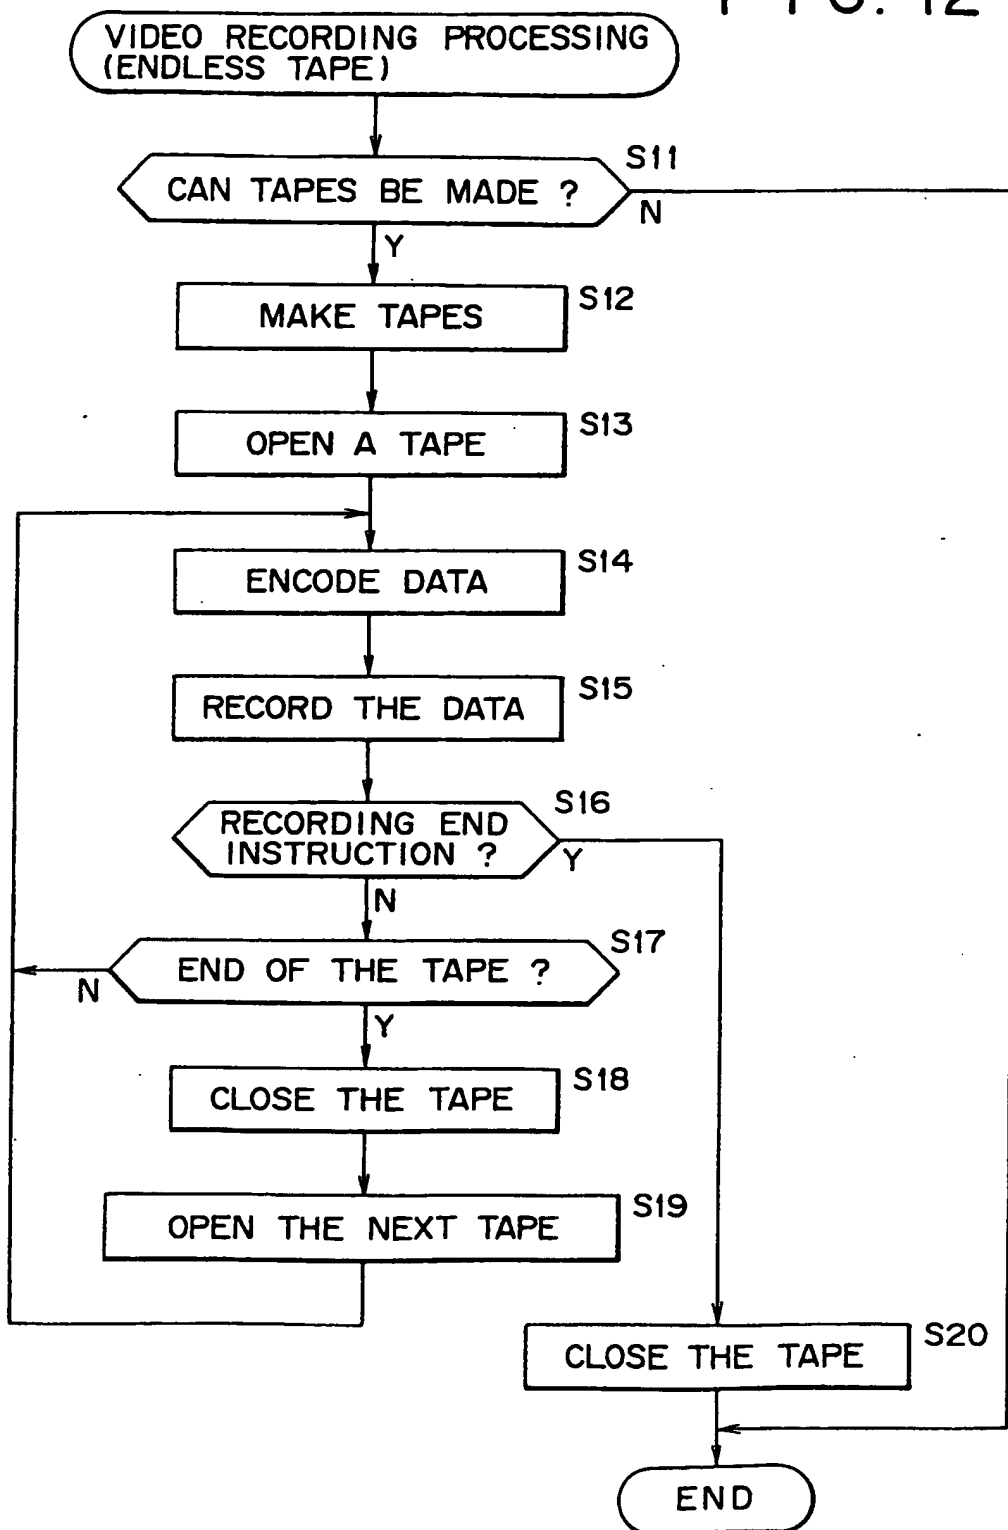 FIG. 12
VIDEO RECORDING PROCESSING
(ENDLESS TAPE)
S11
CAN TAPES BE MADE ?
N
Y
S12
MAKE TAPES
S13
OPEN A TAPE
S14
ENCODE DATA
S15
RECORD THE DATA
S16
RECORDING END
INSTRUCTION ?
Y
N
S17
END OF THE TAPE ?
N
Y
S18
CLOSE THE TAPE
S19
OPEN THE NEXT TAPE
S20
CLOSE THE TAPE
END